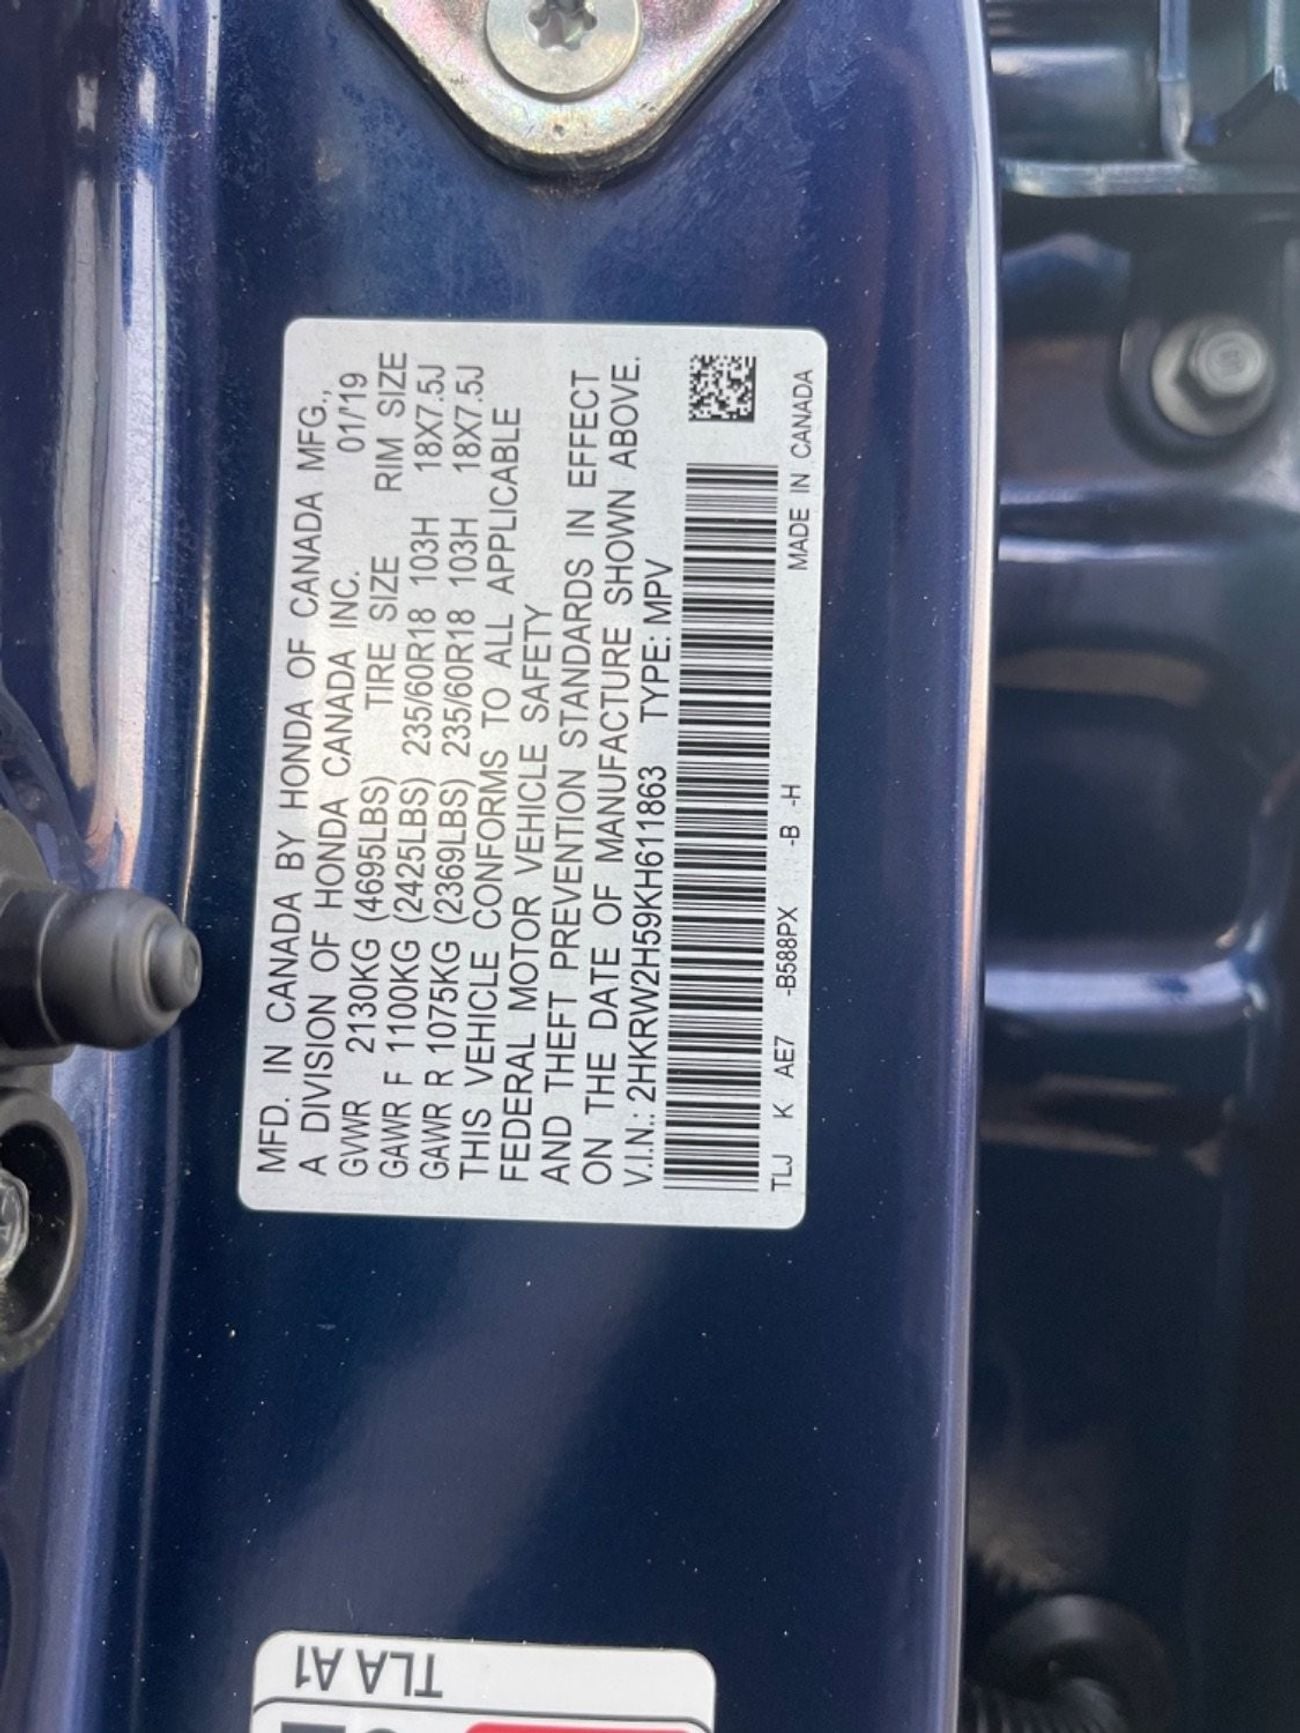 MFD. IN CANADA BY HONDA OF CANADA MFG.,
A DIVISION OF HONDA CANADA INC. 01/'19
GVWR 2130KG (4695LBS) TIRE SIZE RIM SIZE
GAWR F 1100KG (2425LBS) 235/60R18 103H 18X7.5J
GAWR R 1075KG (2369LBS) 235/60R18 103H 18X7.5J
THIS VEHICLE CONFORMS TO ALL APPLICABLE
FEDERAL MOTOR VEHICLE SAFETY
AND THEFT PREVENTION STANDARDS IN EFFECT
ON THE DATE OF MANUFACTURE SHOWN ABOVE.
V.I.N.: 2HKRW2H59KH611863 TYPE: MPV
TLJ K AE7 -B588PX -B -H MADE IN CANADA
TLA A1